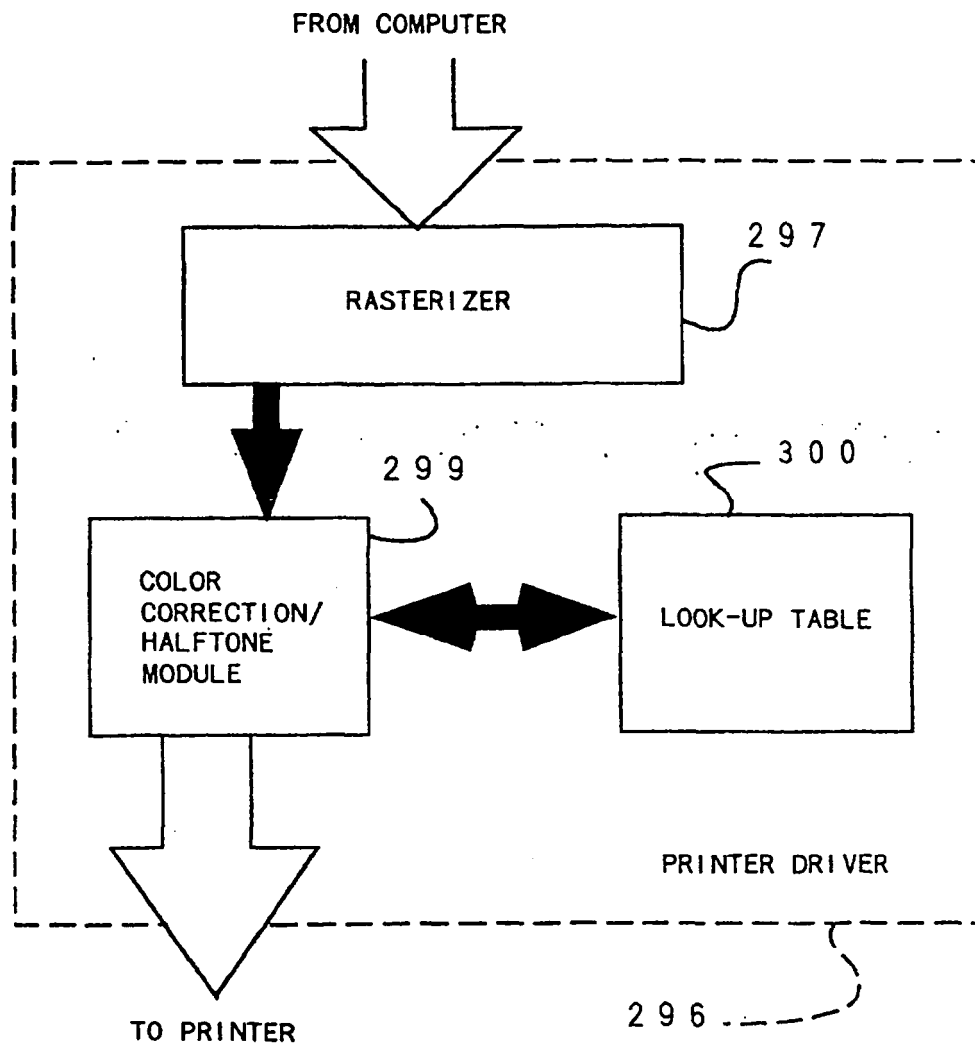 FROM COMPUTER
297
RASTERIZER
299
300
COLOR
CORRECTION/
HALFTONE
MODULE
LOOK-UP TABLE
PRINTER DRIVER
296
TO PRINTER